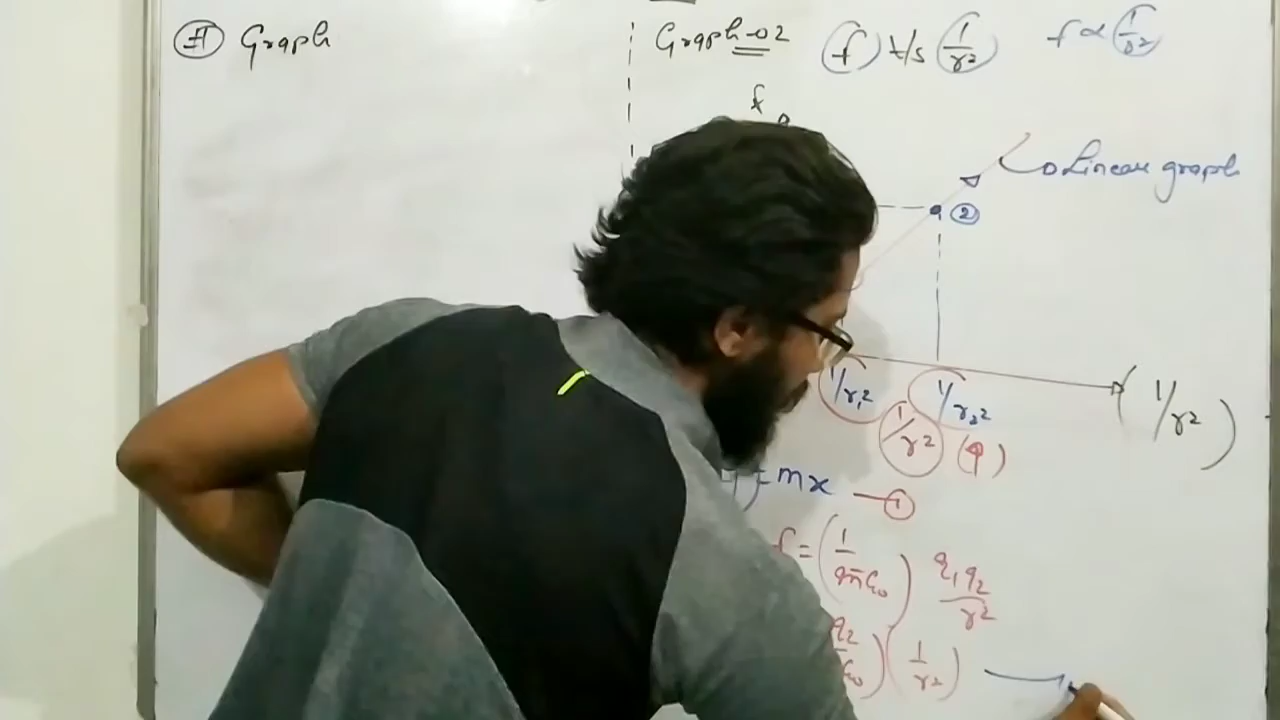 # Graph
Graph-02 (f) v/s (1/r²) f ∝ (1/r²)
f
Linear graph
②
1/r₁² 1/r₂² (1/r²)
1/r² (↑)
= mx — ①
f = (1/4πε₀) q₁q₂/r²
(1/r²)